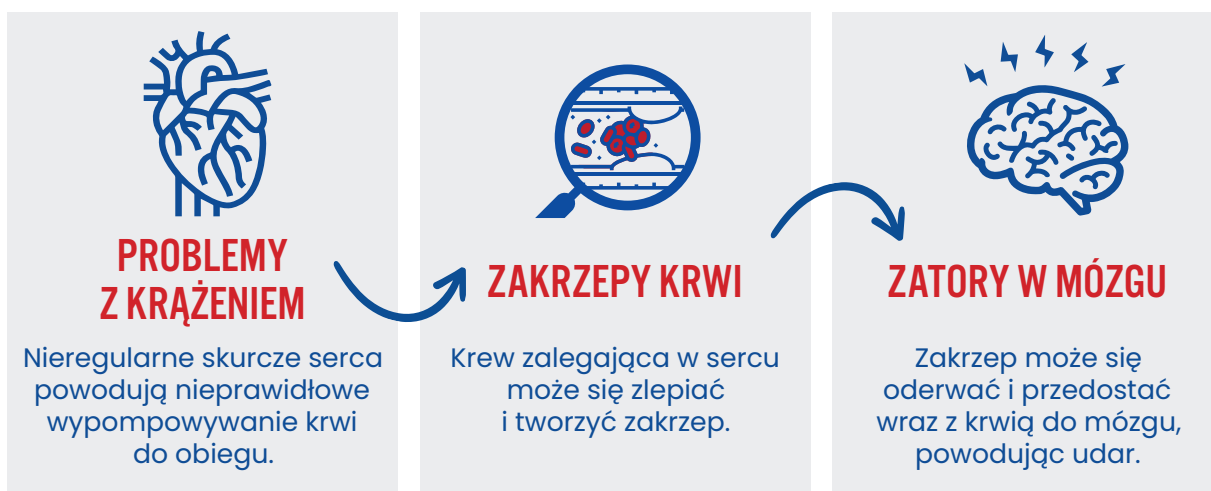 PROBLEMY
Z KRĄŻENIEM
Nieregularne skurcze serca
powodują nieprawidłowe
wypompowywanie krwi
do obiegu.
ZAKRZEPY KRWI
Krew zalegająca w sercu
może się zlepiać
i tworzyć zakrzep.
ZATORY W MÓZGU
Zakrzep może się
oderwać i przedostać
wraz z krwią do mózgu,
powodując udar.